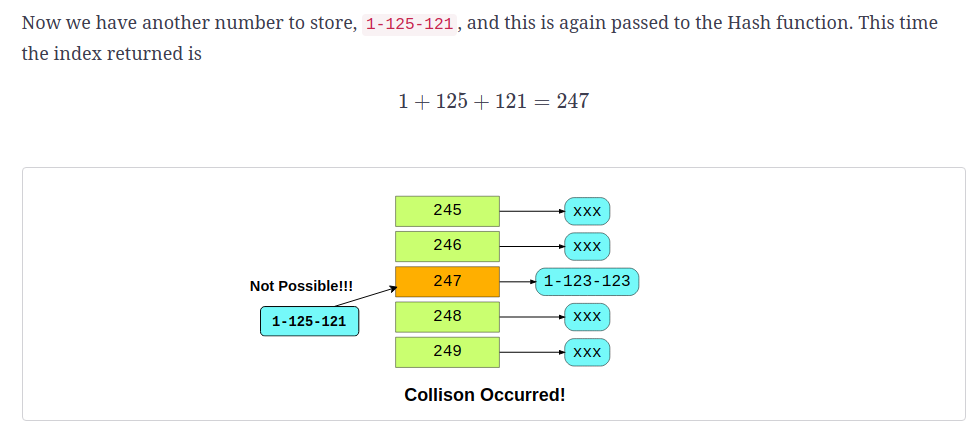 Now we have another number to store, 1-125-121, and this is again passed to the Hash function. This time
the index returned is
1 + 125 + 121 = 247
245 xxx
246 xxx
Not Possible!!! 247 1-123-123
1-125-121 248 xxx
249 xxx
Collison Occurred!